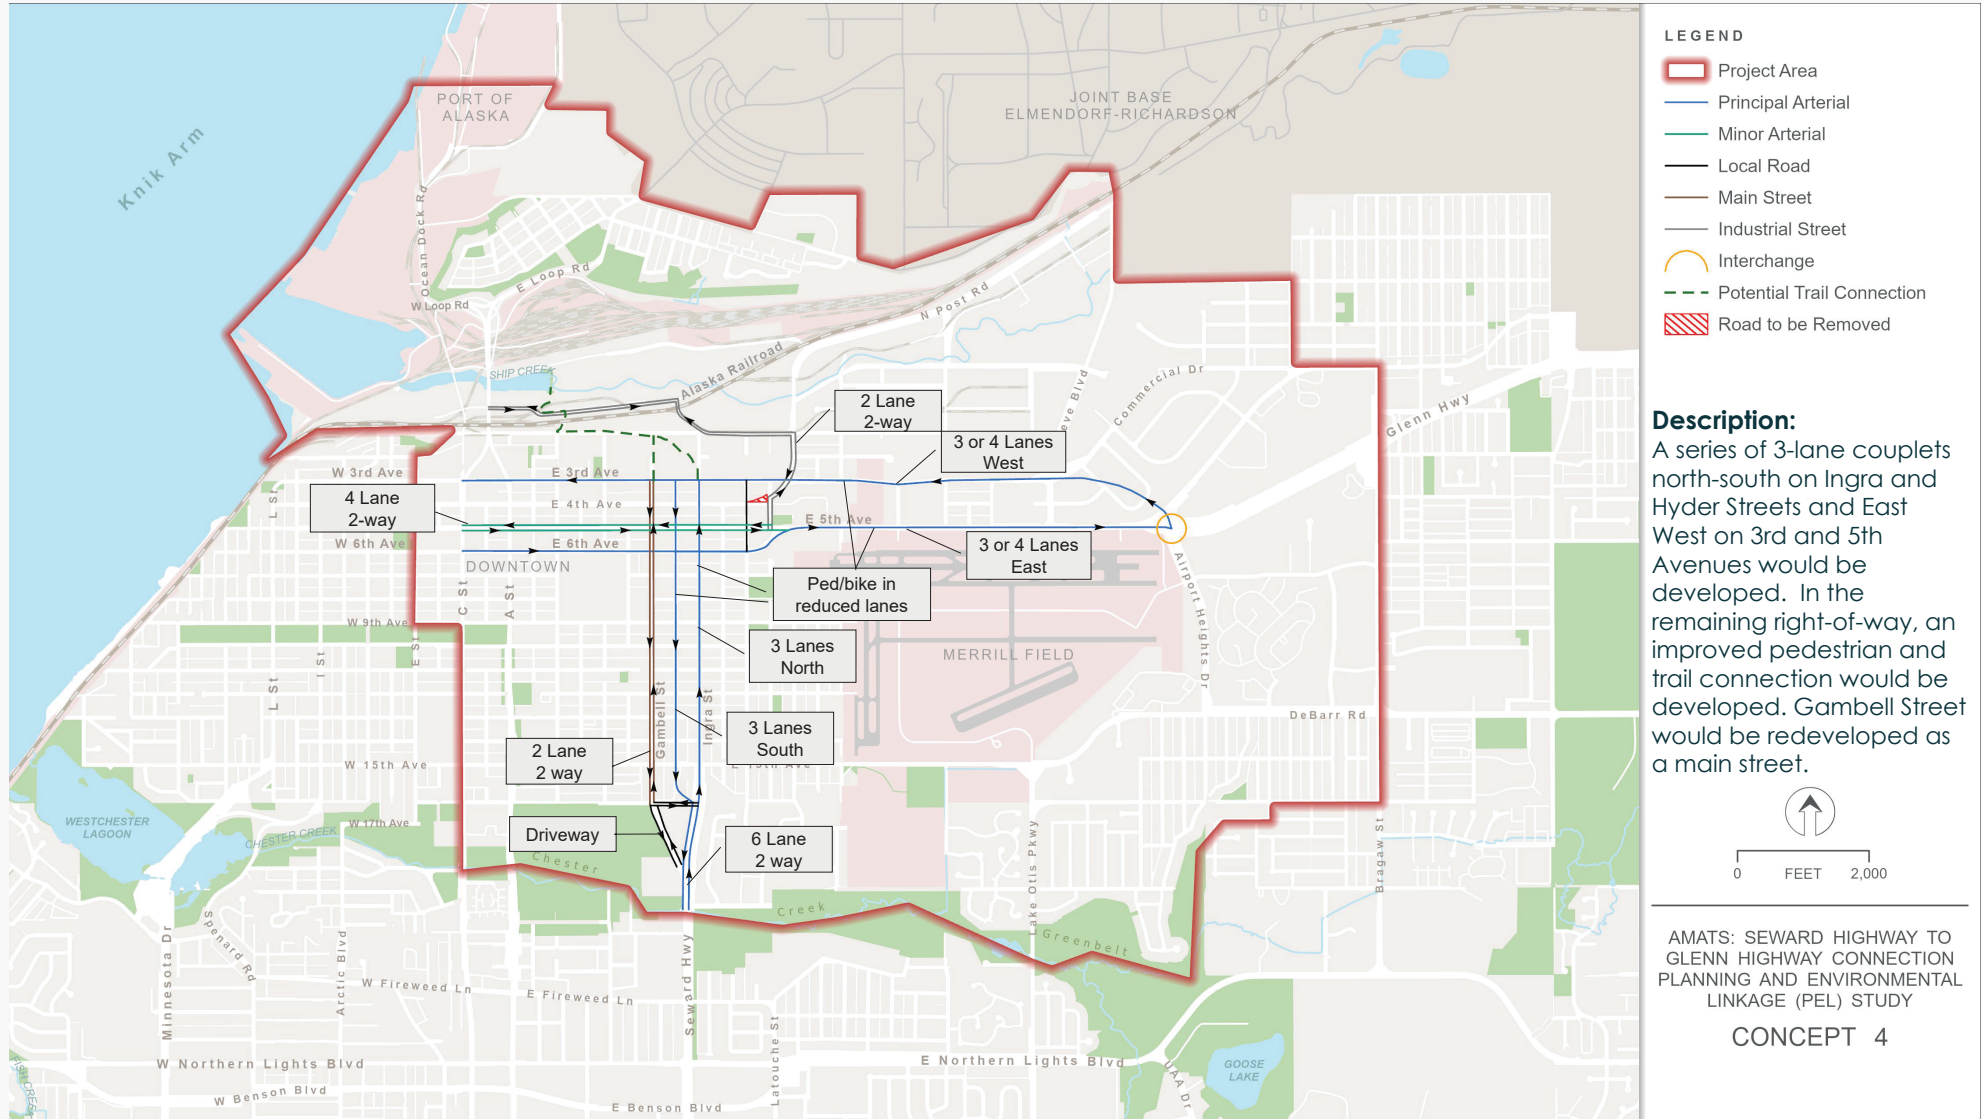 PORT OF
ALASKA
JOINT BASE
ELMENDORF-RICHARDSON
Knik Arm
Ocean Dock Rd
E Loop Rd
W Loop Rd
N Post Rd
SHIP CREEK
Alaska Railroad
Commercial Dr
eve Blvd
Glenn Hwy
2 Lane
2-way
3 or 4 Lanes
West
W 3rd Ave
E 3rd Ave
4 Lane
2-way
E 4th Ave
L St
E 5th Ave
W 6th Ave
E 6th Ave
3 or 4 Lanes
East
DOWNTOWN
Ped/bike in
reduced lanes
C St
A St
Airport Heights Dr
W 9th Ave
E St
I St
L St
3 Lanes
North
MERRILL FIELD
Gambell St
Ingra St
3 Lanes
South
DeBarr Rd
2 Lane
2 way
W 15th Ave
E 15th Ave
WESTCHESTER
LAGOON
CHESTER CREEK
W 17th Ave
Driveway
6 Lane
2 way
Chester
Creek
Greenbelt
Lake Otis Pkwy
Bragaw St
Minnesota Dr
Spenard Rd
Arctic Blvd
W Fireweed Ln
E Fireweed Ln
Seward Hwy
Latouche St
W Northern Lights Blvd
E Northern Lights Blvd
W Benson Blvd
E Benson Blvd
UAA Dr
GOOSE
LAKE
FISH CREEK
LEGEND
Project Area
Principal Arterial
Minor Arterial
Local Road
Main Street
Industrial Street
Interchange
Potential Trail Connection
Road to be Removed
Description:
A series of 3-lane couplets
north-south on Ingra and
Hyder Streets and East
West on 3rd and 5th
Avenues would be
developed. In the
remaining right-of-way, an
improved pedestrian and
trail connection would be
developed. Gambell Street
would be redeveloped as
a main street.
0 FEET 2,000
AMATS: SEWARD HIGHWAY TO
GLENN HIGHWAY CONNECTION
PLANNING AND ENVIRONMENTAL
LINKAGE (PEL) STUDY
CONCEPT 4